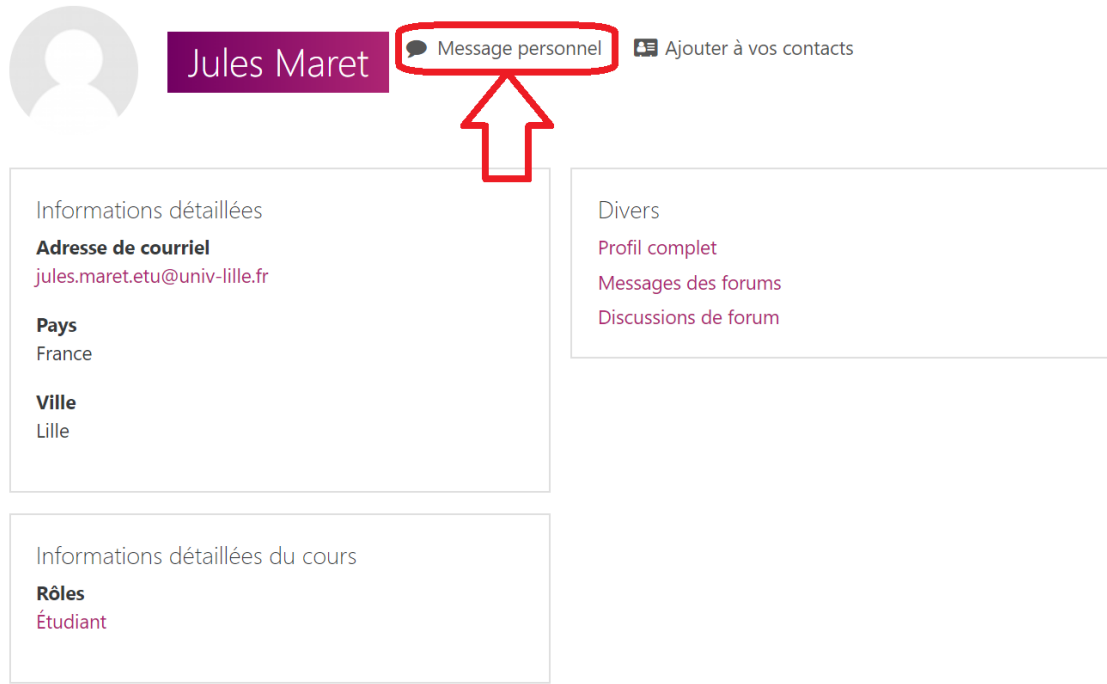 Jules Maret
Message personnel
Ajouter à vos contacts
Informations détaillées
Adresse de courriel
jules.maret.etu@univ-lille.fr
Pays
France
Ville
Lille
Divers
Profil complet
Messages des forums
Discussions de forum
Informations détaillées du cours
Rôles
Étudiant